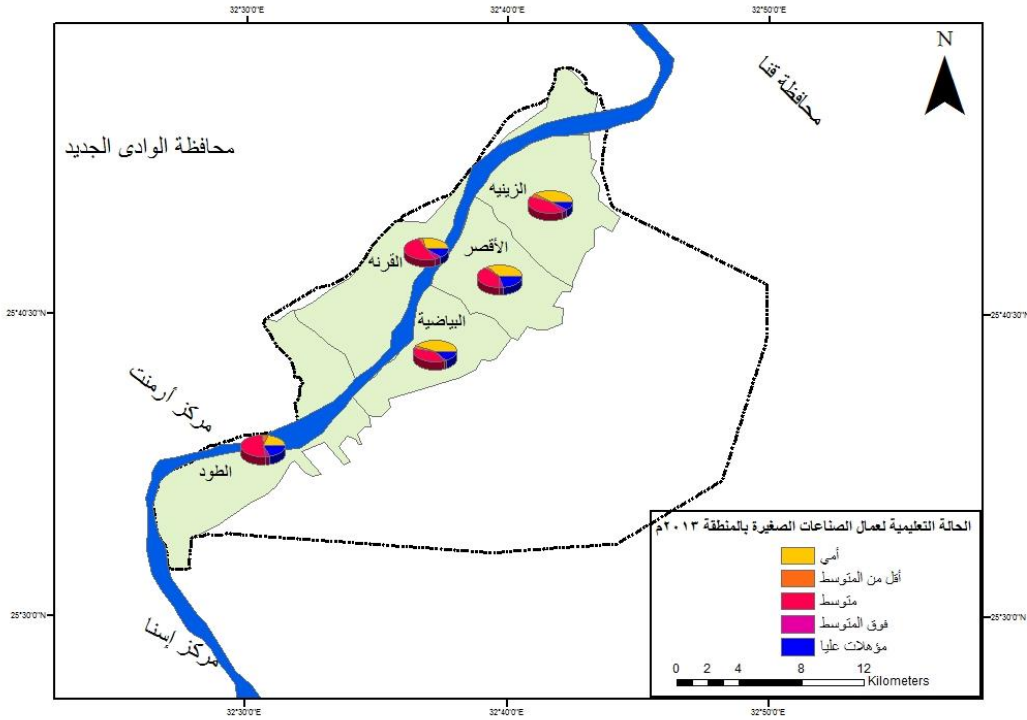 32°30'0"E
32°40'0"E
32°50'0"E
N
محافظة قنا
محافظة الوادى الجديد
الزينيه
الأقصر
القرنه
25°40'30"N
25°40'30"N
البياضية
مركز أرمنت
الطود
الحالة التعليمية لعمال الصناعات الصغيرة بالمنطقة ٢٠١٣م
أمي
أقل من المتوسط
متوسط
فوق المتوسط
مؤهلات عليا
25°30'0"N
25°30'0"N
مركز إسنا
0 2 4 8 12
Kilometers
32°30'0"E
32°40'0"E
32°50'0"E